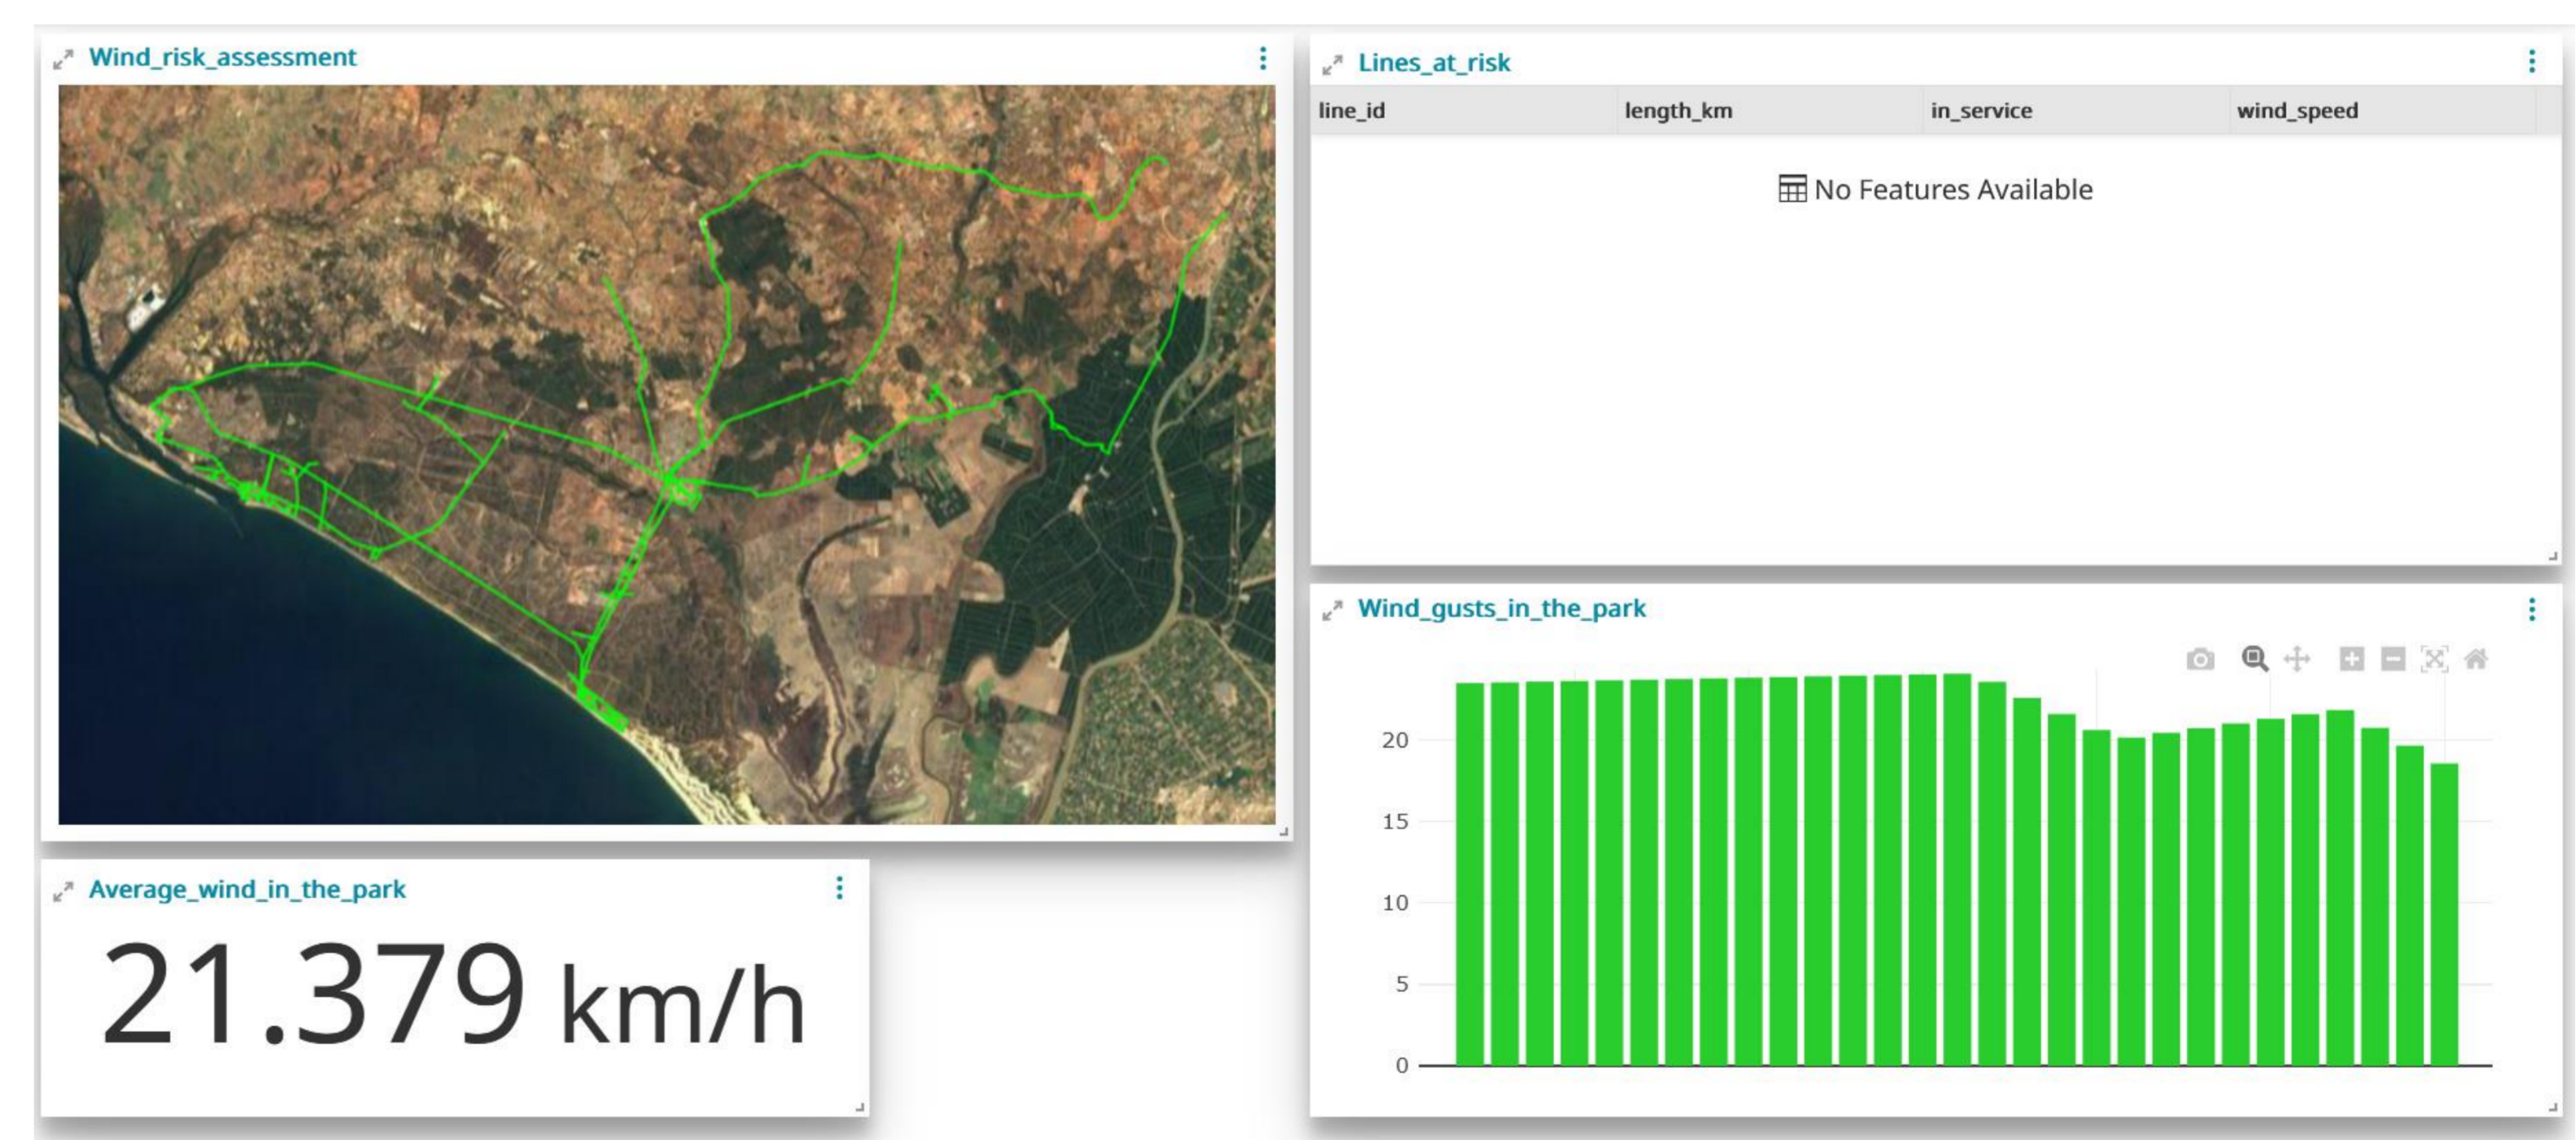 Wind_risk_assessment
Lines_at_risk
line_id length_km in_service wind_speed
No Features Available
Wind_gusts_in_the_park
20
15
10
5
0
Average_wind_in_the_park
21.379 km/h